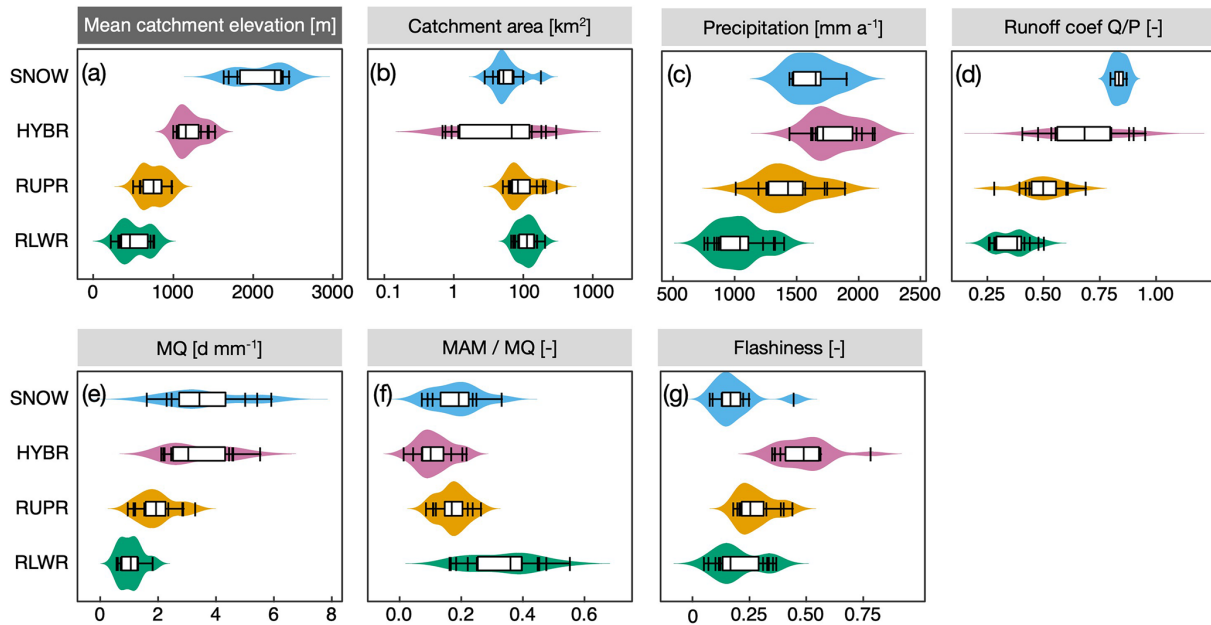 Mean catchment elevation [m]
Catchment area [km²]
Precipitation [mm a⁻¹]
Runoff coef Q/P [-]
(a)
(b)
(c)
(d)
SNOW
HYBR
RUPR
RLWR
0 1000 2000 3000
0.1 1 100 1000
500 1000 1500 2000 2500
0.25 0.50 0.75 1.00
MQ [d mm⁻¹]
MAM / MQ [-]
Flashiness [-]
(e)
(f)
(g)
SNOW
HYBR
RUPR
RLWR
0 2 4 6 8
0.0 0.2 0.4 0.6
0 0.25 0.50 0.75